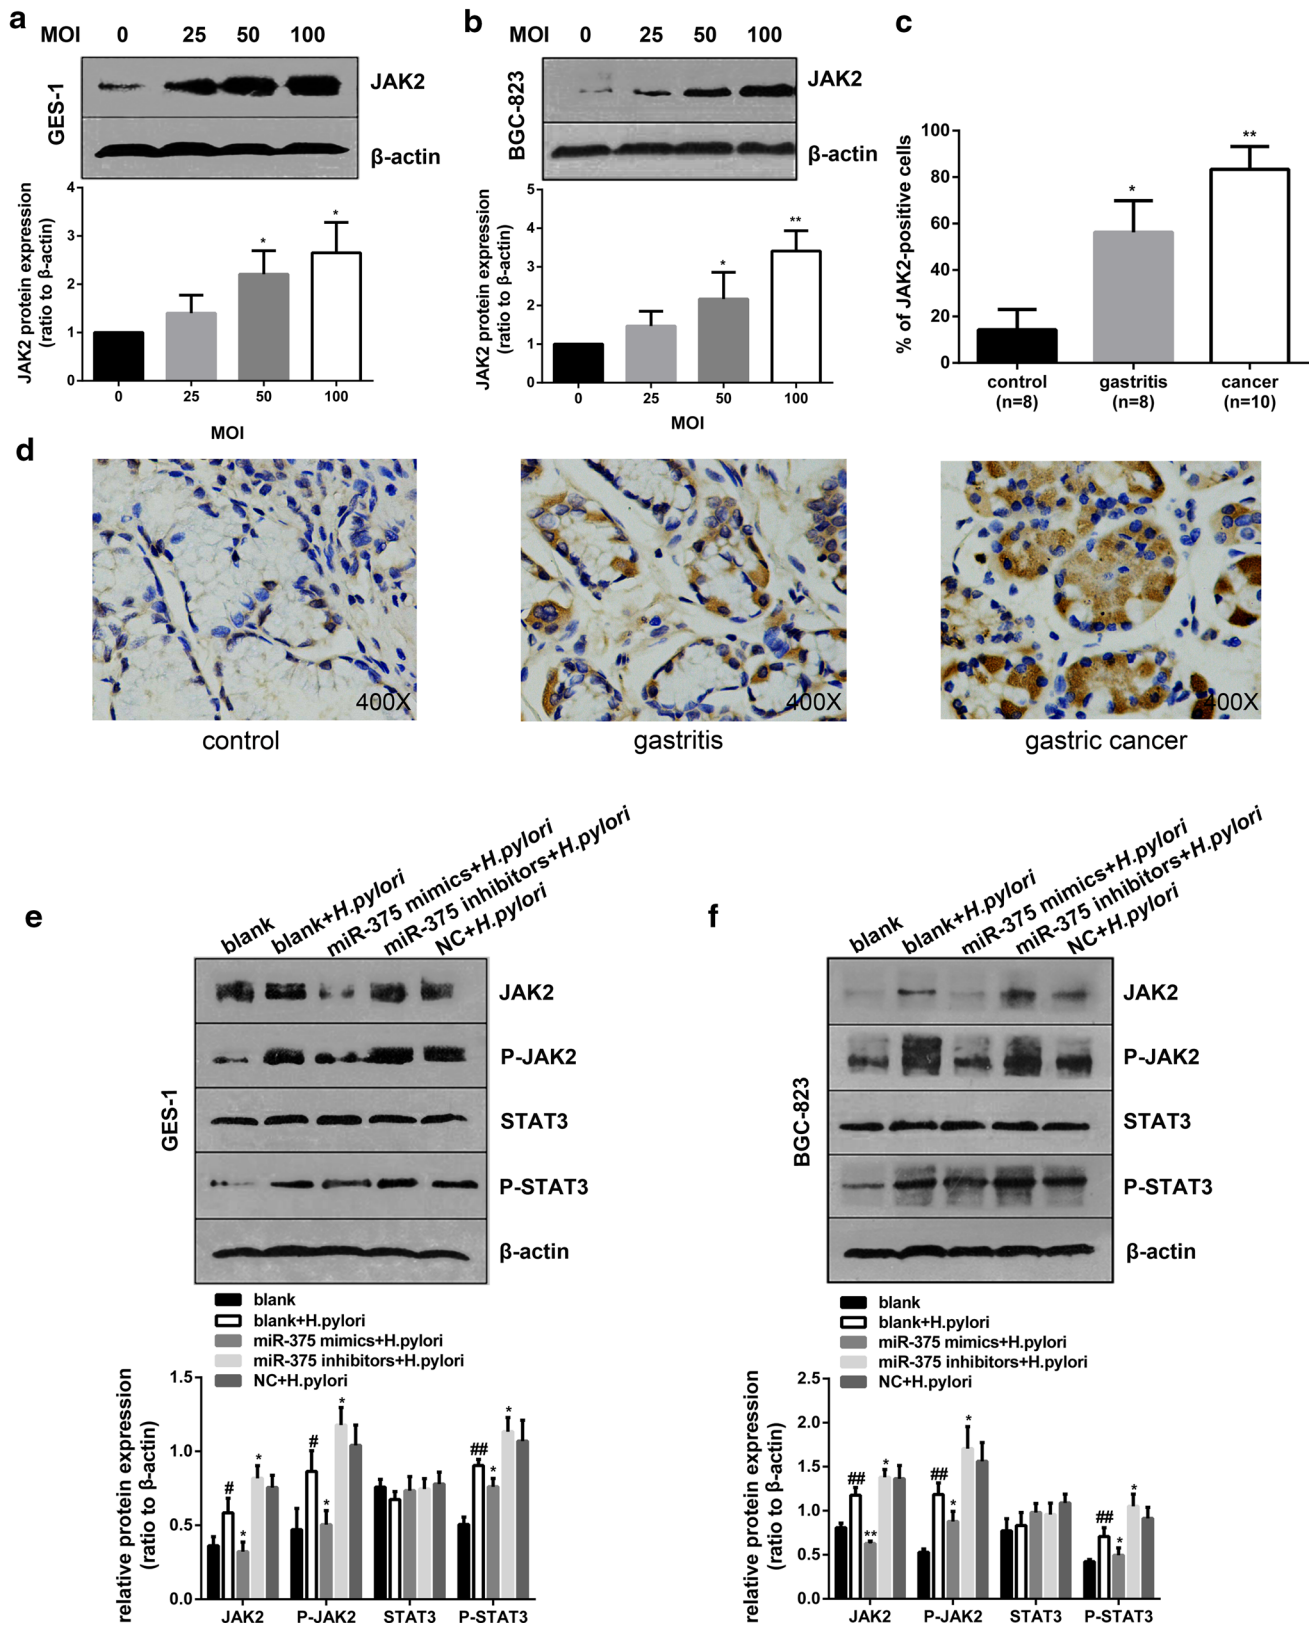 a
MOI 0 25 50 100
GES-1
JAK2
β-actin
JAK2 protein expression
(ratio to β-actin)
4
3
2
1
0
*
*
0 25 50 100
MOI
b
MOI 0 25 50 100
BGC-823
JAK2
β-actin
JAK2 protein expression
(ratio to β-actin)
5
4
3
2
1
0
*
**
0 25 50 100
MOI
c
% of JAK2-positive cells
100
80
60
40
20
0
*
**
control gastritis cancer
(n=8) (n=8) (n=10)
d
400X 400X 400X
control gastritis gastric cancer
e
blank
blank+H.pylori
miR-375 mimics+H.pylori
miR-375 inhibitors+H.pylori
NC+H.pylori
GES-1
JAK2
P-JAK2
STAT3
P-STAT3
β-actin
blank
blank+H.pylori
miR-375 mimics+H.pylori
miR-375 inhibitors+H.pylori
NC+H.pylori
relative protein expression
(ratio to β-actin)
1.5
1.0
0.5
0.0
# * *
# * *
## * *
JAK2 P-JAK2 STAT3 P-STAT3
f
blank
blank+H.pylori
miR-375 mimics+H.pylori
miR-375 inhibitors+H.pylori
NC+H.pylori
BGC-823
JAK2
P-JAK2
STAT3
P-STAT3
β-actin
blank
blank+H.pylori
miR-375 mimics+H.pylori
miR-375 inhibitors+H.pylori
NC+H.pylori
relative protein expression
(ratio to β-actin)
2.5
2.0
1.5
1.0
0.5
0.0
## ** *
## * *
## * *
JAK2 P-JAK2 STAT3 P-STAT3